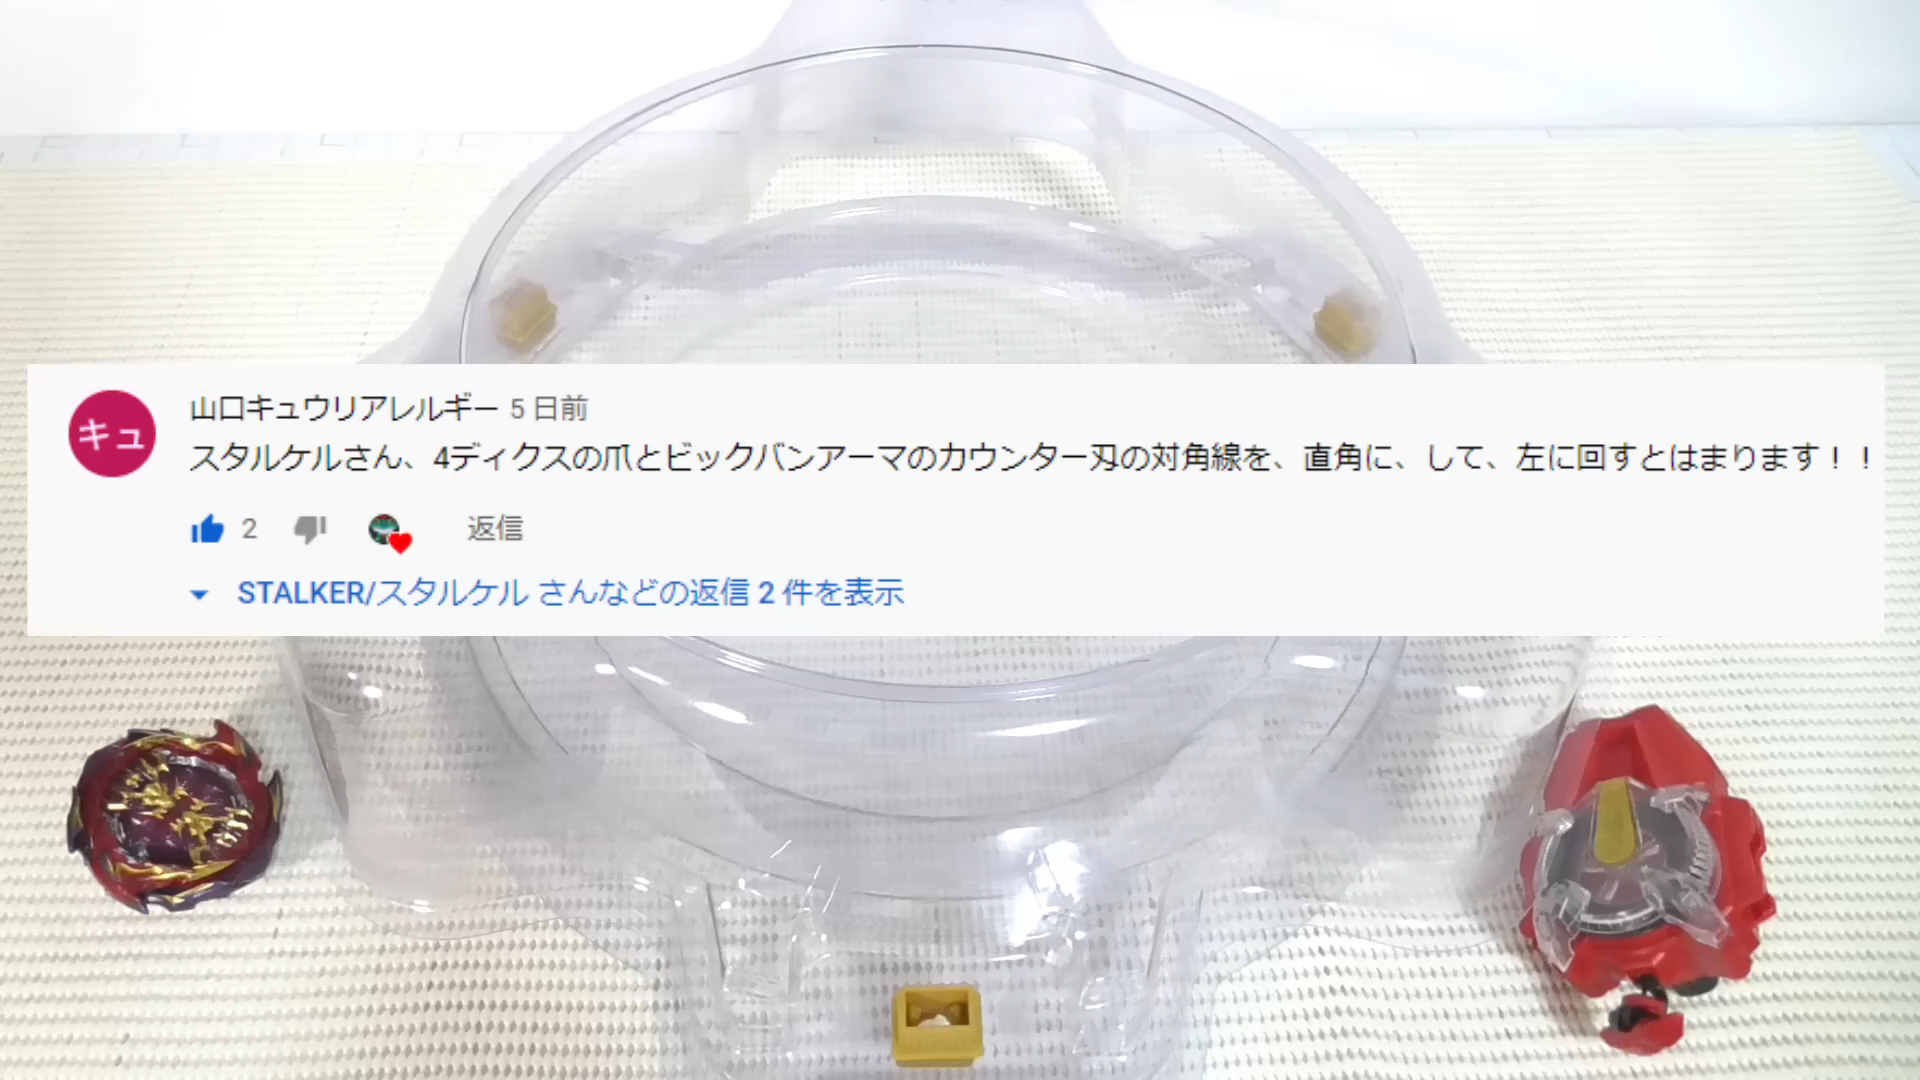 キュ
山口キュウリアレルギー 5 日前
スタルケルさん、4ディクスの爪とビックバンアーマのカウンター刃の対角線を、直角に、して、左に回すとはまります！！
2
返信
STALKER/スタルケル さんなどの返信 2 件を表示